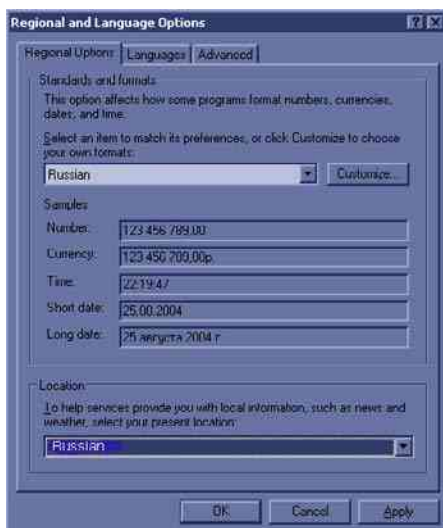 Regional and Language Options
Regional Options Languages Advanced
Standards and formats
This option affects how some programs format numbers, currencies,
dates, and time.
Select an item to match its preferences, or click Customize to choose
your own formats:
Russian Customize...
Samples
Number: 123 456 789,00
Currency: 123 456 789,00р.
Time: 22:19:47
Short date: 25.08.2004
Long date: 25 августа 2004 г.
Location
To help services provide you with local information, such as news and
weather, select your present location:
Russian
OK Cancel Apply